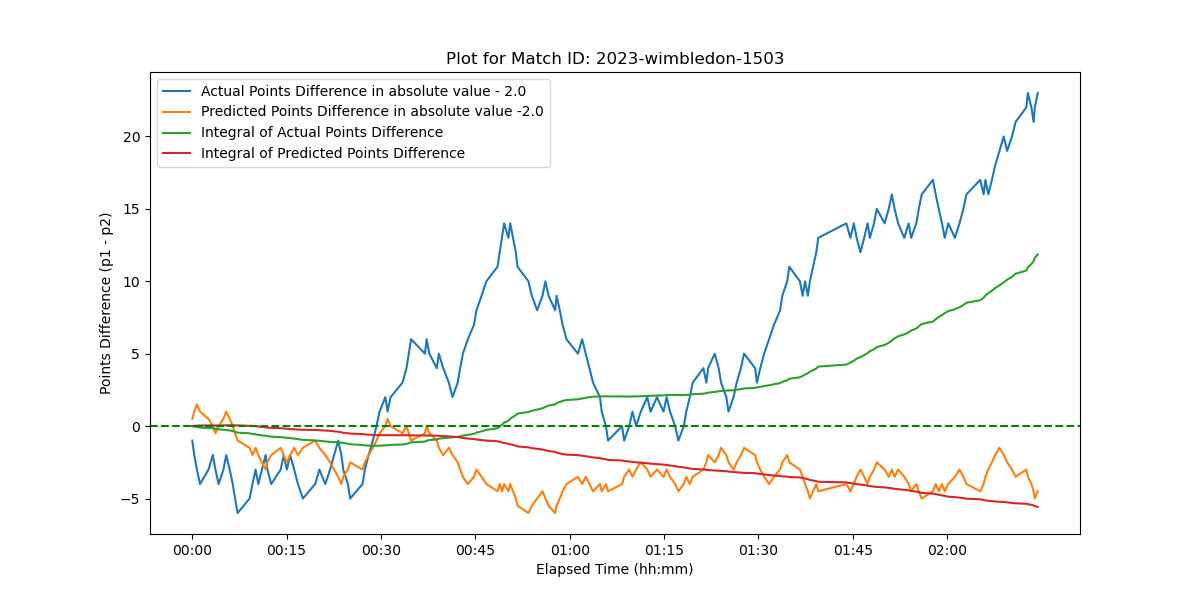 Plot for Match ID: 2023-wimbledon-1503
Actual Points Difference in absolute value - 2.0
Predicted Points Difference in absolute value -2.0
Integral of Actual Points Difference
Integral of Predicted Points Difference
Points Difference (p1 - p2)
20
15
10
5
0
−5
00:00 00:15 00:30 00:45 01:00 01:15 01:30 01:45 02:00
Elapsed Time (hh:mm)